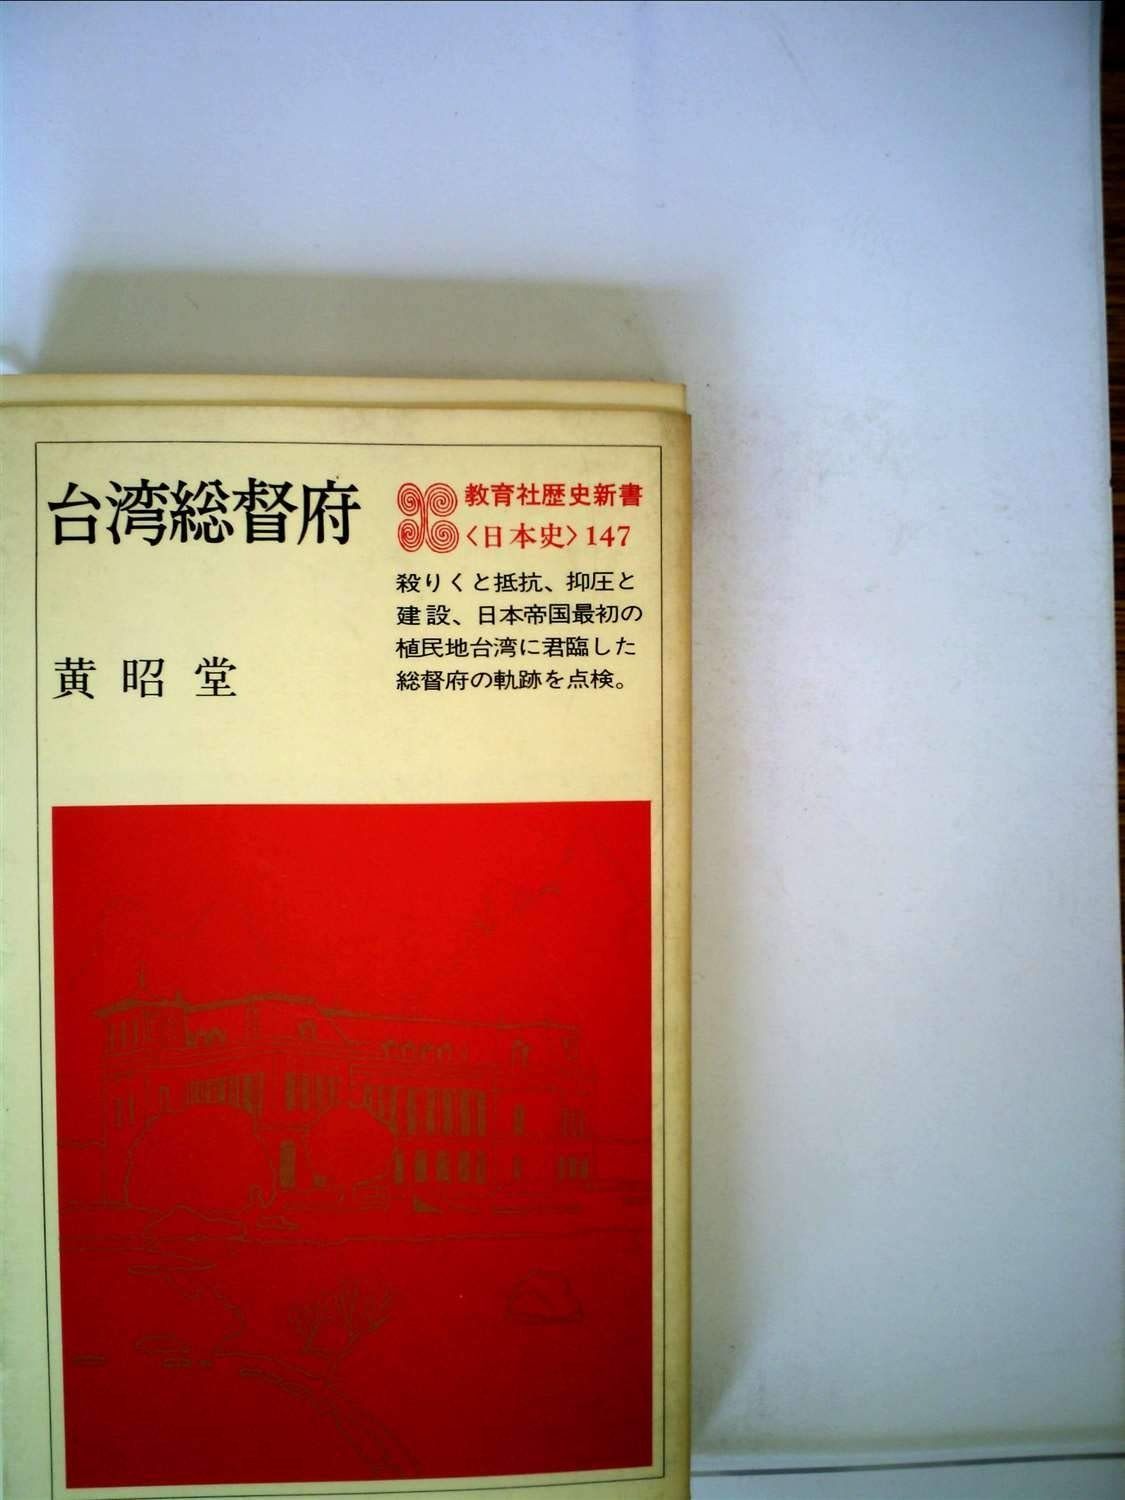 台湾総督府
黄昭堂
教育社歴史新書
〈日本史〉147
殺りくと抵抗、抑圧と
建設、日本帝国最初の
植民地台湾に君臨した
総督府の軌跡を点検。